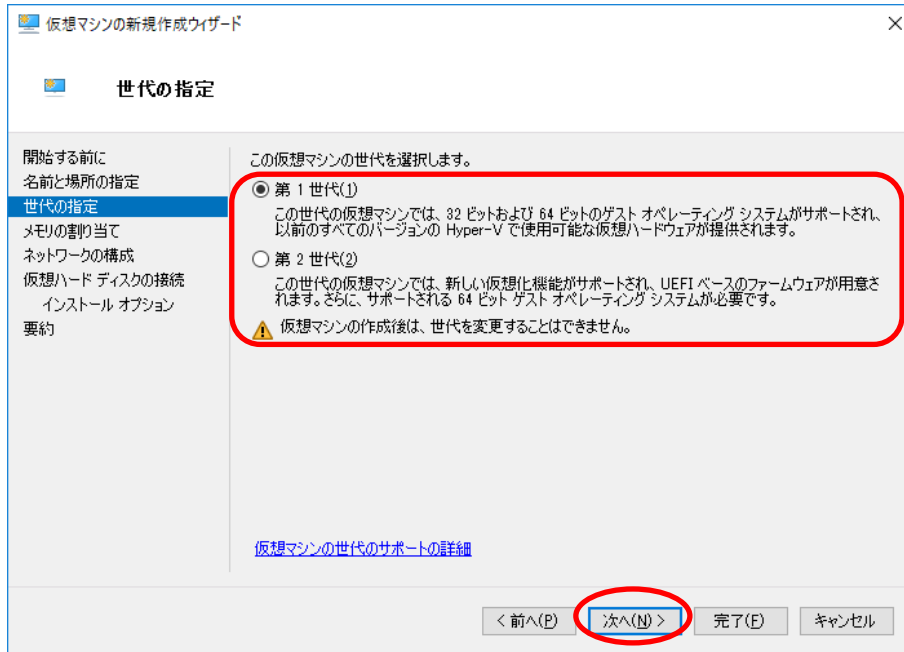 仮想マシンの新規作成ウィザード
世代の指定
開始する前に
名前と場所の指定
世代の指定
メモリの割り当て
ネットワークの構成
仮想ハード ディスクの接続
インストール オプション
要約
この仮想マシンの世代を選択します。
第 1 世代(1)
この世代の仮想マシンでは、32 ビットおよび 64 ビットのゲスト オペレーティング システムがサポートされ、
以前のすべてのバージョンの Hyper-V で使用可能な仮想ハードウェアが提供されます。
第 2 世代(2)
この世代の仮想マシンでは、新しい仮想化機能がサポートされ、UEFI ベースのファームウェアが用意さ
れます。さらに、サポートされる 64 ビット ゲスト オペレーティング システムが必要です。
仮想マシンの作成後は、世代を変更することはできません。
仮想マシンの世代のサポートの詳細
< 前へ(P)
次へ(N) >
完了(F)
キャンセル